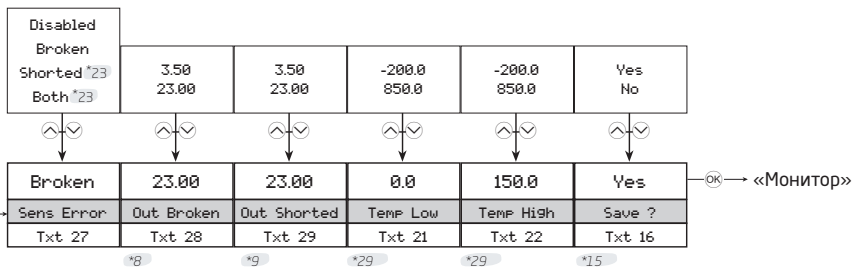 Disabled
Broken
Shorted *23
Both *23
3.50
23.00
3.50
23.00
-200.0
850.0
-200.0
850.0
Yes
No
Broken 23.00 23.00 0.0 150.0 Yes OK «Монитор»
Sens Error Out Broken Out Shorted Temp Low Temp High Save ?
Txt 27 Txt 28 Txt 29 Txt 21 Txt 22 Txt 16
*8 *9 *29 *29 *15